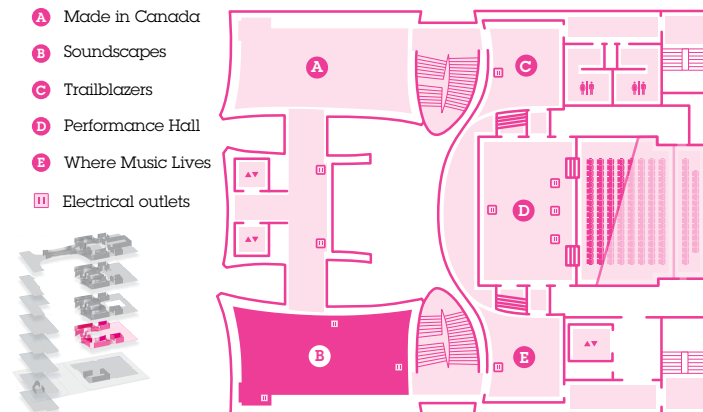 A Made in Canada
B Soundscapes
C Trailblazers
D Performance Hall
E Where Music Lives
Electrical outlets
A
C
D
B
E